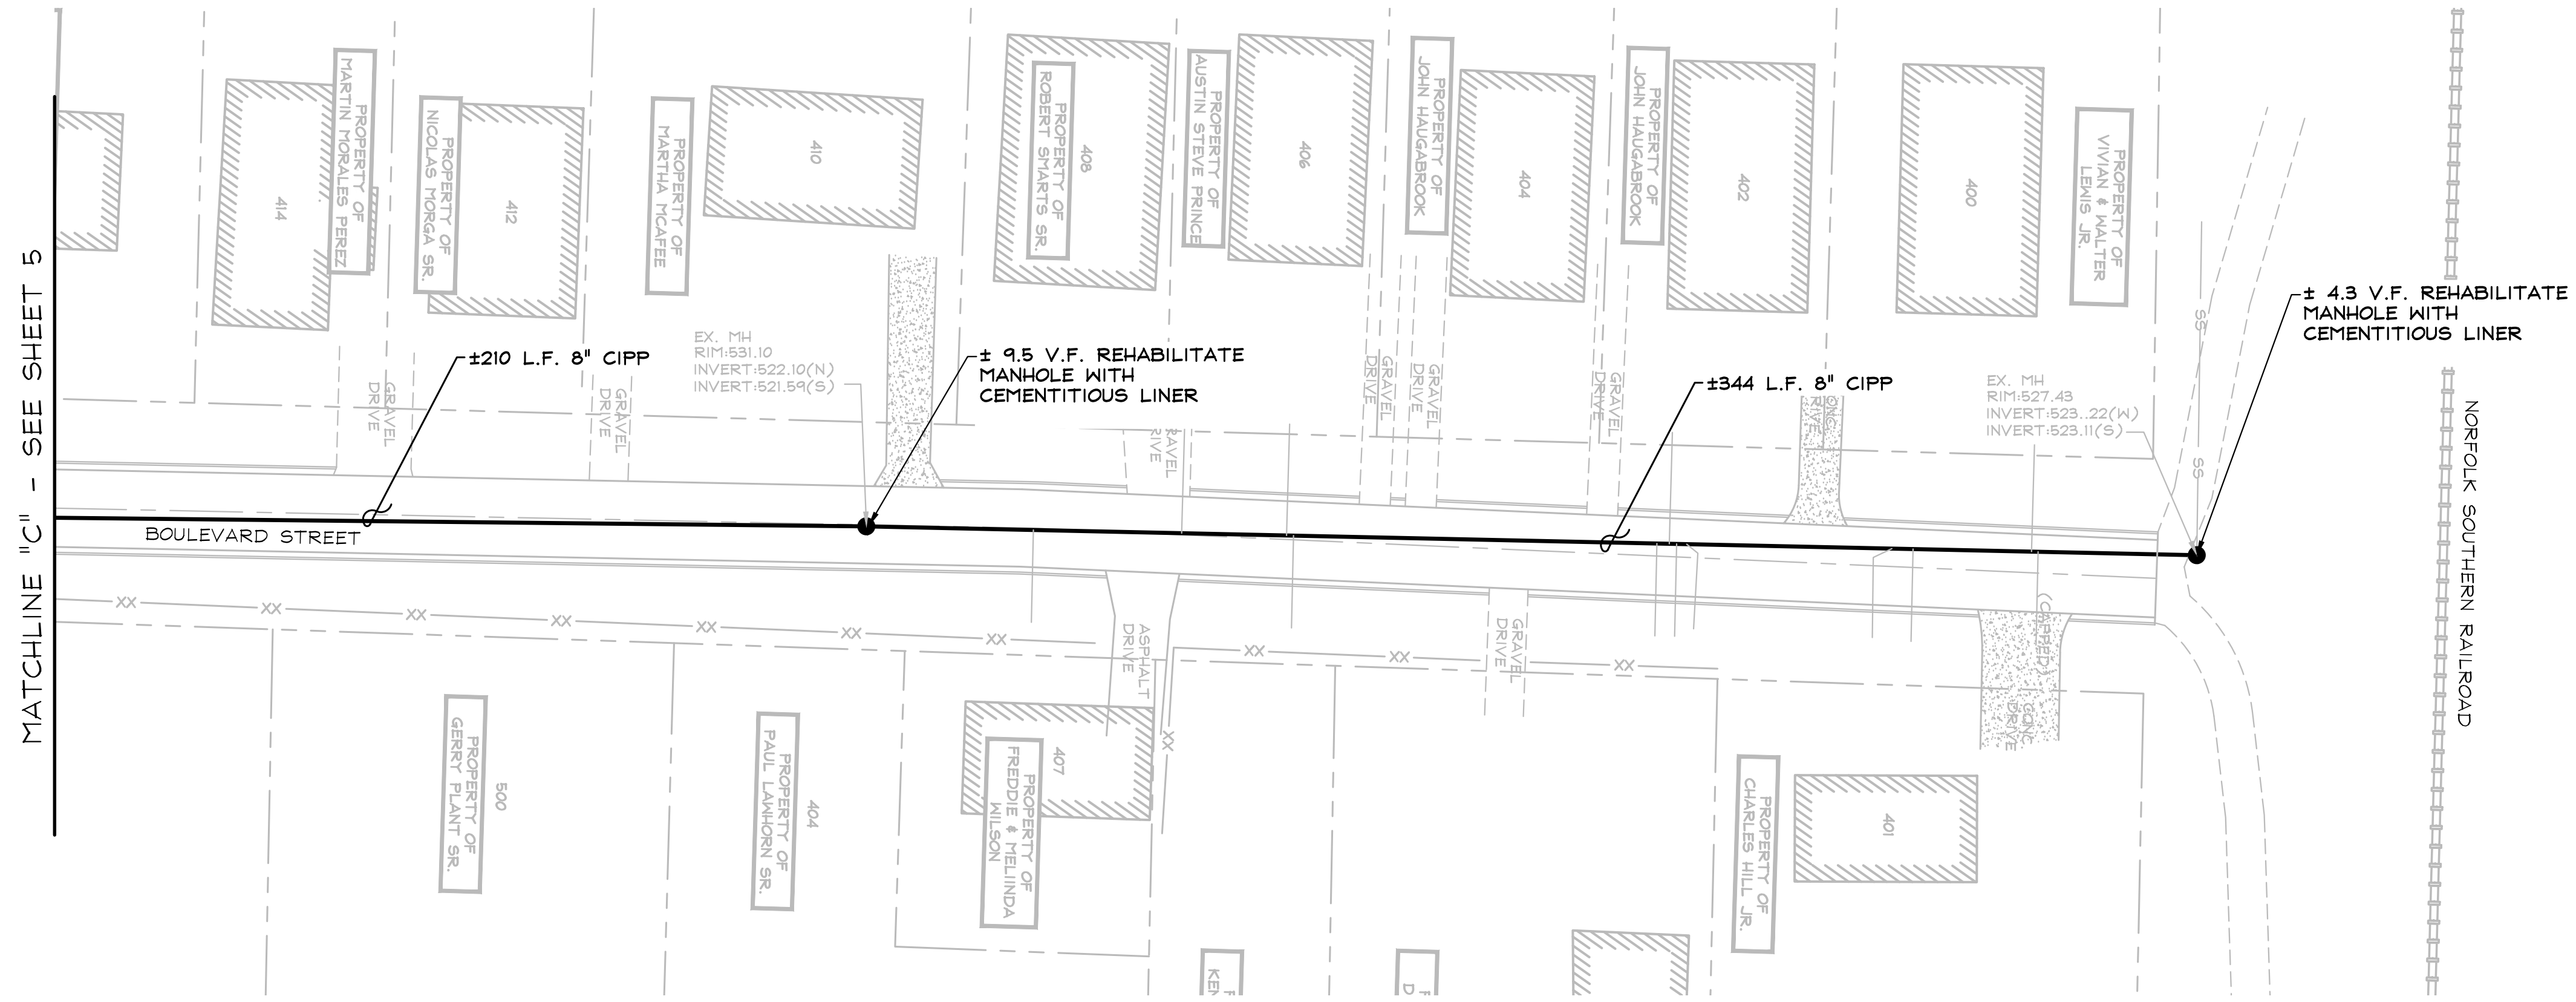 MATCHLINE "C" - SEE SHEET 5
414
PROPERTY OF
MARTIN MORALES PEREZ
PROPERTY OF
NICOLAS MORGA SR.
412
PROPERTY OF
MARTHA MCAFEE
410
PROPERTY OF
ROBERT SMARTS SR.
408
PROPERTY OF
AUSTIN STEVE PRINCE
406
PROPERTY OF
JOHN HAUGABROOK
404
PROPERTY OF
JOHN HAUGABROOK
402
400
PROPERTY OF
VIVIAN & WALTER
LEWIS JR.
±210 L.F. 8" CIPP
EX. MH
RIM:531.10
INVERT:522.10(N)
INVERT:521.59(S)
± 9.5 V.F. REHABILITATE
MANHOLE WITH
CEMENTITIOUS LINER
±344 L.F. 8" CIPP
EX. MH
RIM:527.43
INVERT:523..22(W)
INVERT:523.11(S)
± 4.3 V.F. REHABILITATE
MANHOLE WITH
CEMENTITIOUS LINER
SS
SS
NORFOLK SOUTHERN RAILROAD
GRAVEL
DRIVE
GRAVEL
DRIVE
GRAVEL
DRIVE
GRAVEL
DRIVE
GRAVEL
DRIVE
BOULEVARD STREET
XX
XX
XX
XX
XX
XX
XX
XX
XX
XX
XX
ASPHALT
DRIVE
GRAVEL
DRIVE
(CAPPED)
CONC
DRIVE
PROPERTY OF
GERRY PLANT SR.
500
PROPERTY OF
PAUL LAWHORN SR.
404
PROPERTY OF
FREDDIE & MELIINDA
WILSON
407
PROPERTY OF
CHARLES HILL JR.
401